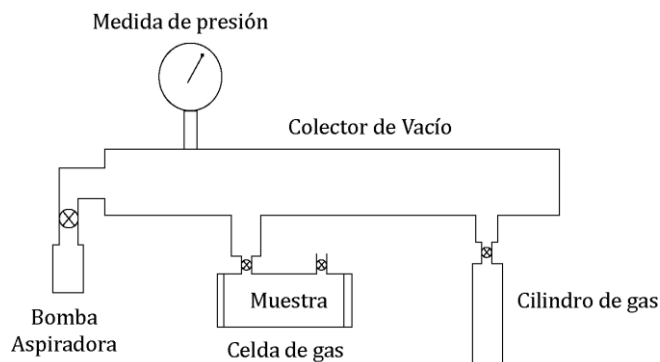 Medida de presión
Colector de Vacío
Muestra
Cilindro de gas
Bomba
Aspiradora
Celda de gas